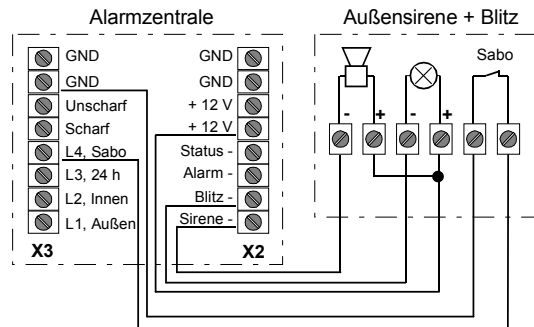 Alarmzentrale
GND
GND
Unscharf
Scharf
L4, Sabo
L3, 24 h
L2, Innen
L1, Außen
X3
GND
GND
+ 12 V
+ 12 V
Status -
Alarm -
Blitz -
Sirene -
X2
Außensirene + Blitz
Sabo
- + - +